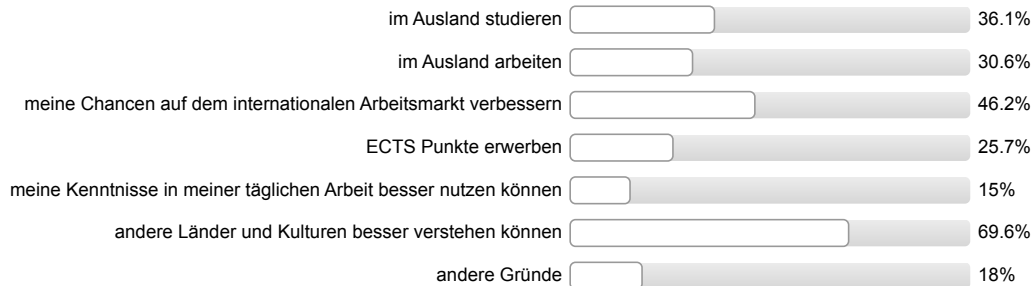 im Ausland studieren 36.1%
im Ausland arbeiten 30.6%
meine Chancen auf dem internationalen Arbeitsmarkt verbessern 46.2%
ECTS Punkte erwerben 25.7%
meine Kenntnisse in meiner täglichen Arbeit besser nutzen können 15%
andere Länder und Kulturen besser verstehen können 69.6%
andere Gründe 18%